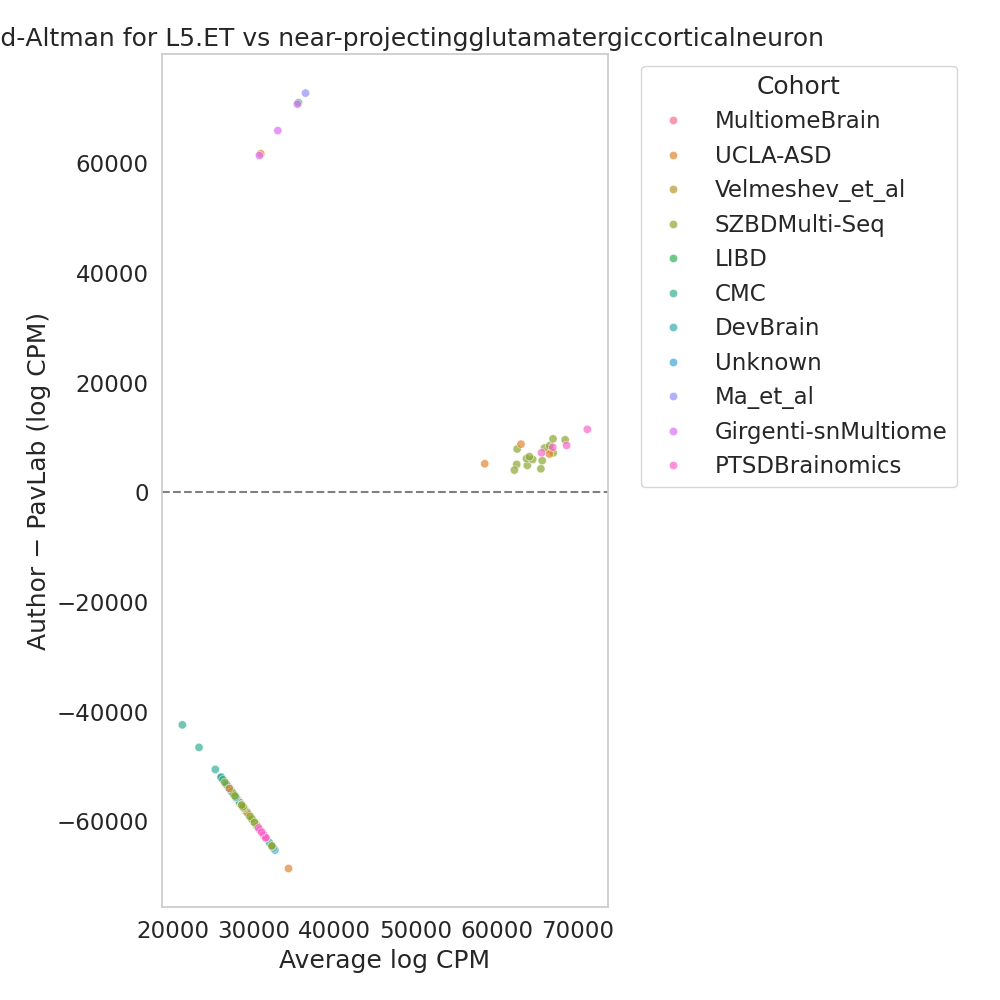 d-Altman for L5.ET vs near-projectingglutamatergiccorticalneuron
Cohort
MultiomeBrain
UCLA-ASD
Velmeshev_et_al
SZBDMulti-Seq
LIBD
CMC
DevBrain
Unknown
Ma_et_al
Girgenti-snMultiome
PTSDBrainomics
Author − PavLab (log CPM)
60000
40000
20000
0
−20000
−40000
−60000
20000 30000 40000 50000 60000 70000
Average log CPM